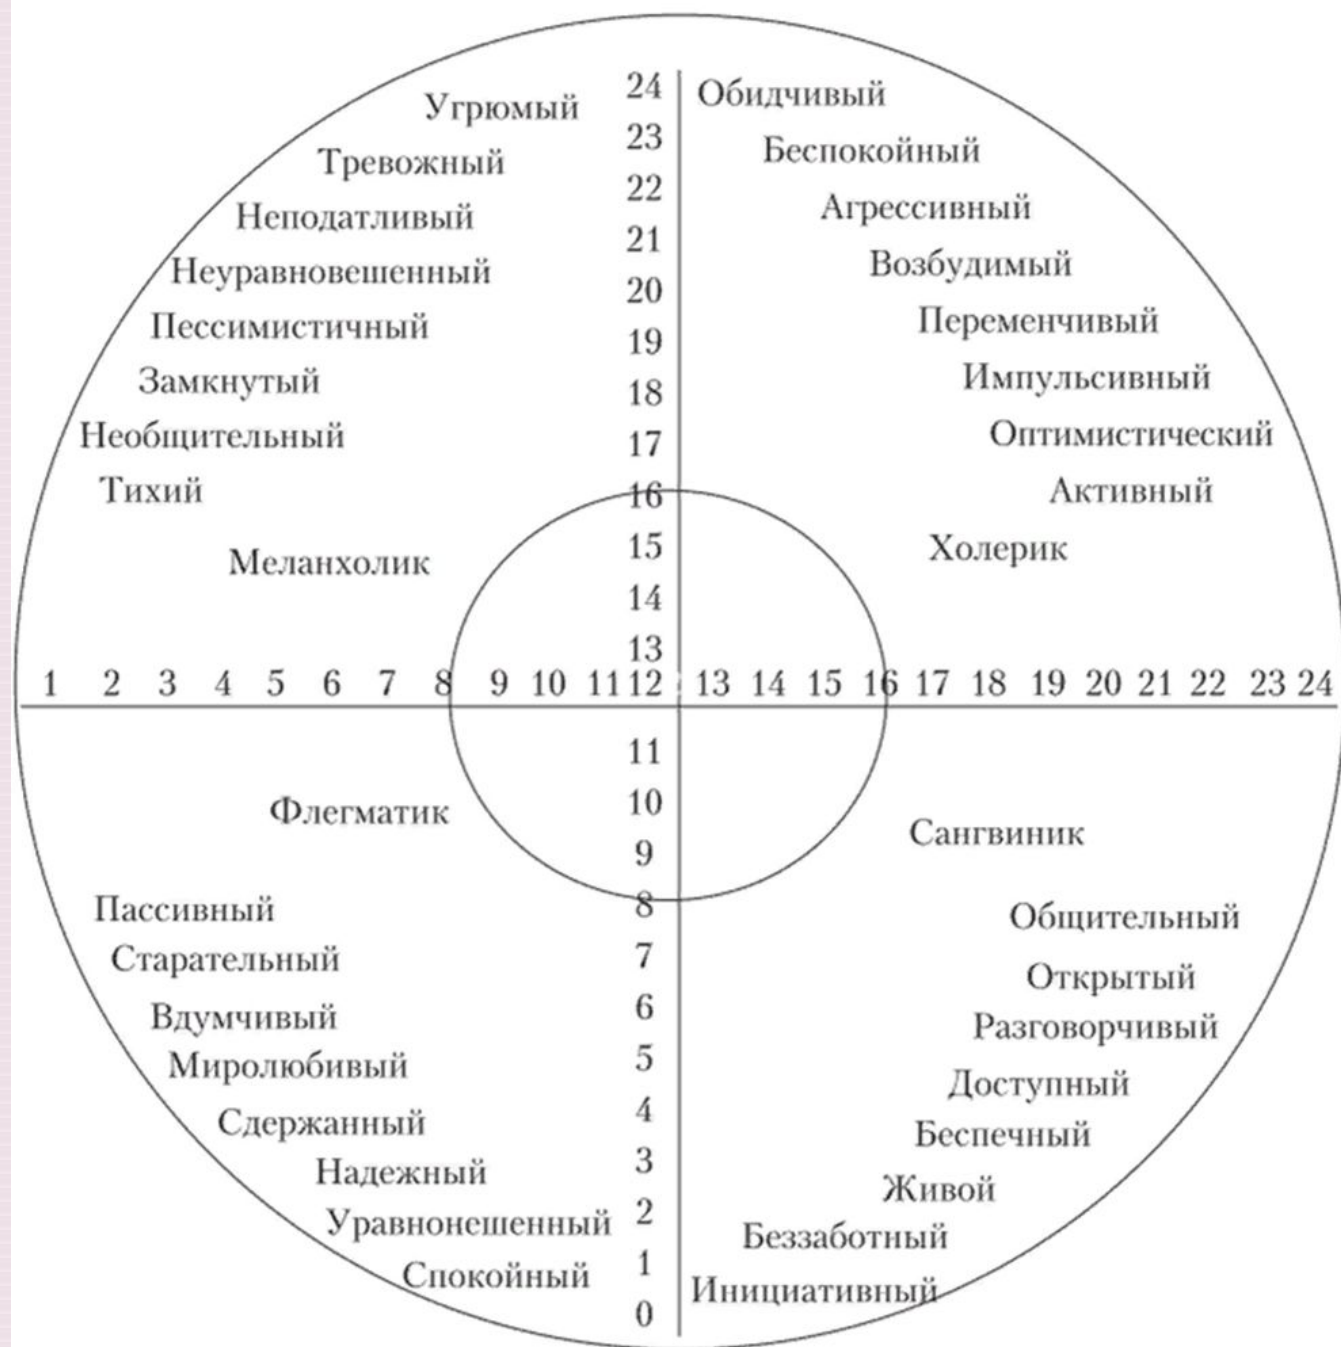 Угрюмый
Тревожный
Неподатливый
Неуравновешенный
Пессимистичный
Замкнутый
Необщительный
Тихий
Меланхолик
24
23
22
21
20
19
18
17
16
15
14
13
Обидчивый
Беспокойный
Агрессивный
Возбудимый
Переменчивый
Импульсивный
Оптимистический
Активный
Холерик
1 2 3 4 5 6 7 8 9 10 11 12 13 14 15 16 17 18 19 20 21 22 23 24
Флегматик
Пассивный
Старательный
Вдумчивый
Миролюбивый
Сдержанный
Надежный
Уравнонешенный
Спокойный
11
10
9
8
7
6
5
4
3
2
1
0
Сангвиник
Общительный
Открытый
Разговорчивый
Доступный
Беспечный
Живой
Беззаботный
Инициативный